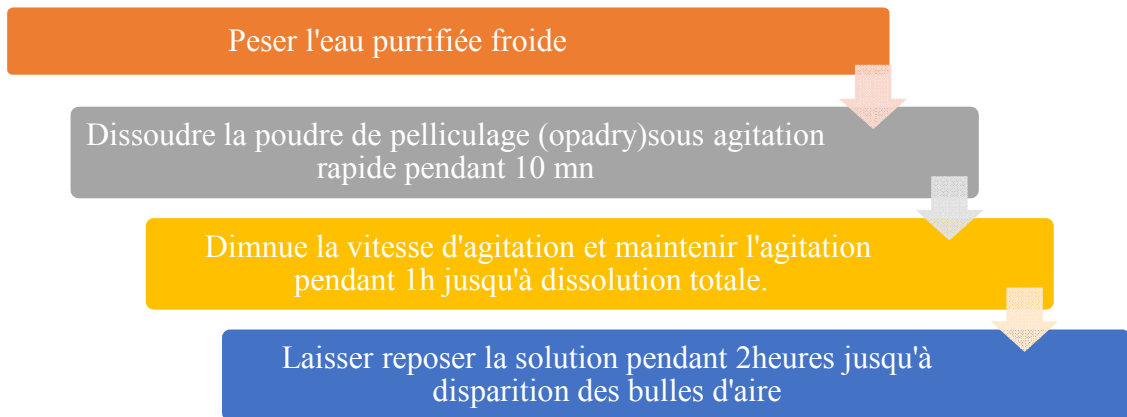 Peser l'eau purrifiée froide
Dissoudre la poudre de pelliculage (opadry)sous agitation
rapide pendant 10 mn
Dimnue la vitesse d'agitation et maintenir l'agitation
pendant 1h jusqu'à dissolution totale.
Laisser reposer la solution pendant 2heures jusqu'à
disparition des bulles d'aire